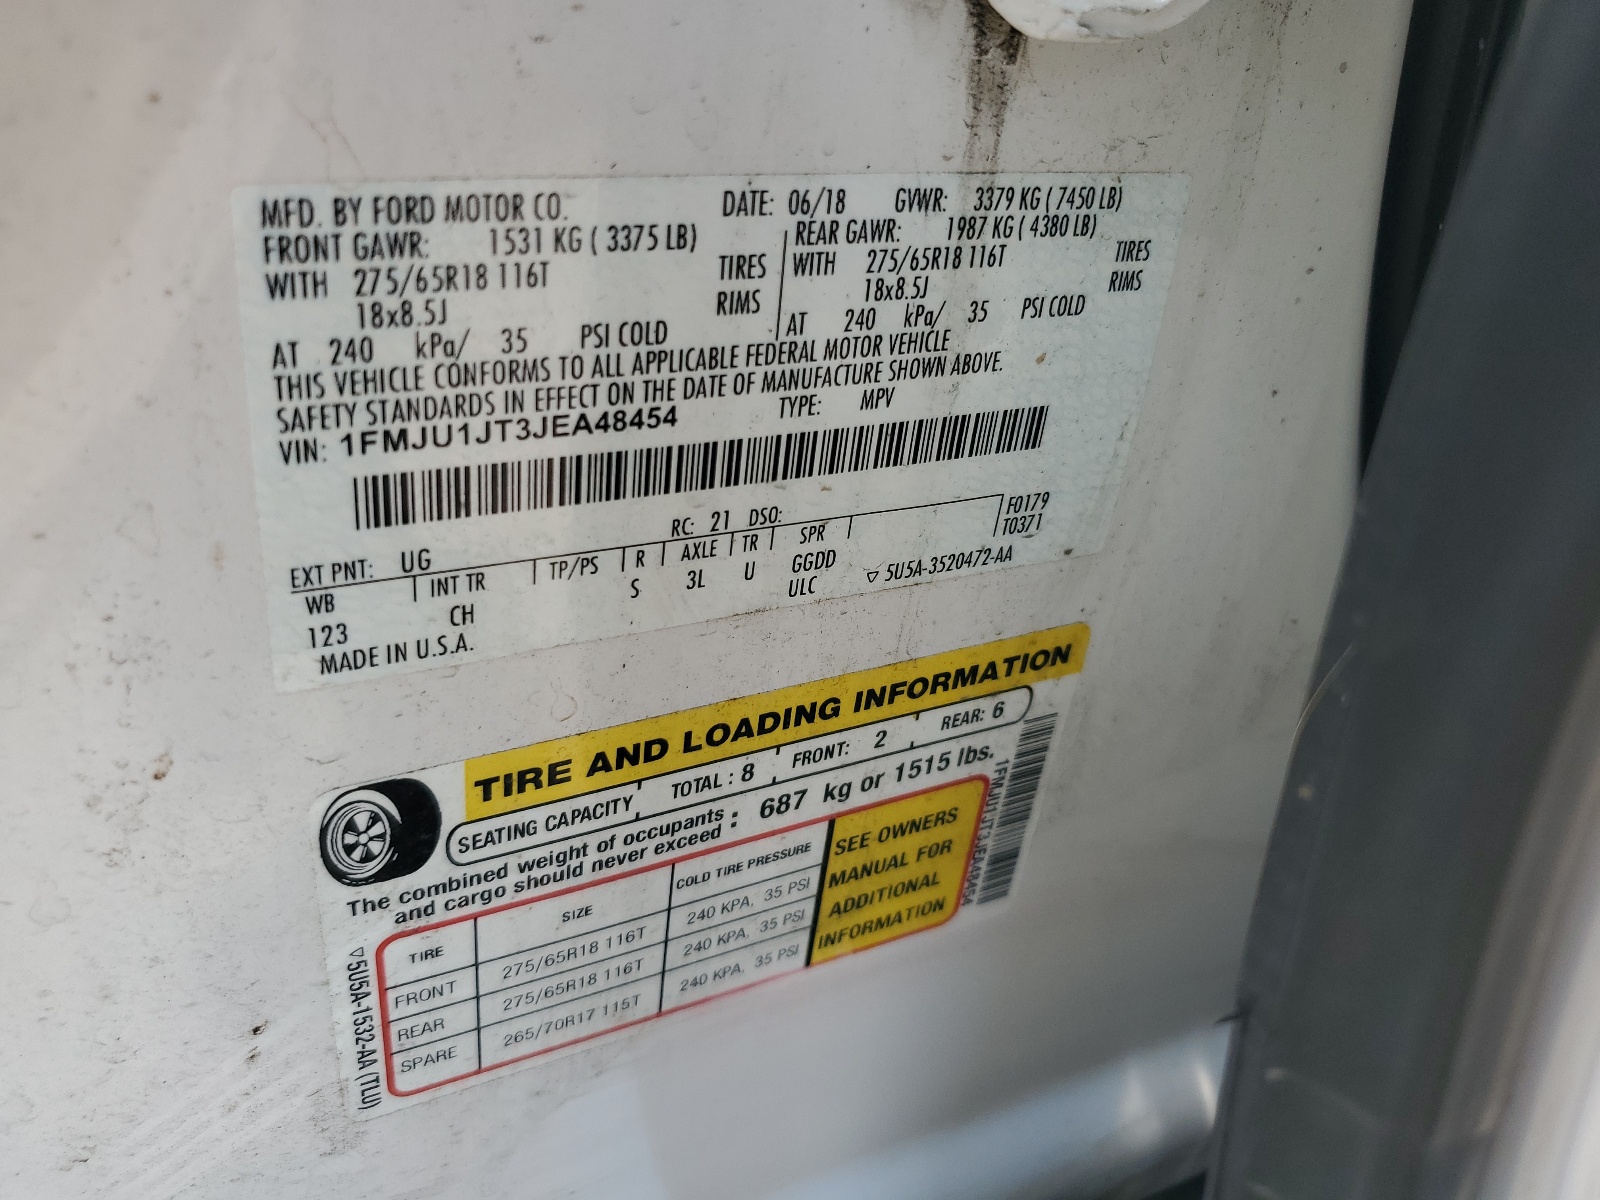 MFD. BY FORD MOTOR CO. DATE: 06/18 GVWR: 3379 KG ( 7450 LB)
FRONT GAWR: 1531 KG ( 3375 LB) REAR GAWR: 1987 KG ( 4380 LB)
WITH 275/65R18 116T TIRES WITH 275/65R18 116T TIRES
18x8.5J RIMS 18x8.5J RIMS
AT 240 kPa/ 35 PSI COLD AT 240 kPa/ 35 PSI COLD
THIS VEHICLE CONFORMS TO ALL APPLICABLE FEDERAL MOTOR VEHICLE
SAFETY STANDARDS IN EFFECT ON THE DATE OF MANUFACTURE SHOWN ABOVE.
VIN: 1FMJU1JT3JEA48454 TYPE: MPV
F0179
T0371
EXT PNT: UG RC: 21 DSO:
WB INT TR TP/PS R AXLE TR SPR
123 CH S 3L U GGDD
ULC
▽ 5U5A-3520472-AA
MADE IN U.S.A.
TIRE AND LOADING INFORMATION
SEATING CAPACITY TOTAL : 8 FRONT: 2 REAR: 6
The combined weight of occupants
and cargo should never exceed : 687 kg or 1515 lbs.
TIRE SIZE COLD TIRE PRESSURE
FRONT 275/65R18 116T 240 KPA, 35 PSI
REAR 275/65R18 116T 240 KPA, 35 PSI
SPARE 265/70R17 115T 240 KPA, 35 PSI
SEE OWNERS
MANUAL FOR
ADDITIONAL
INFORMATION
1FMJU1JT3JEA48454
▽5U5A-1532-AA (TLU)